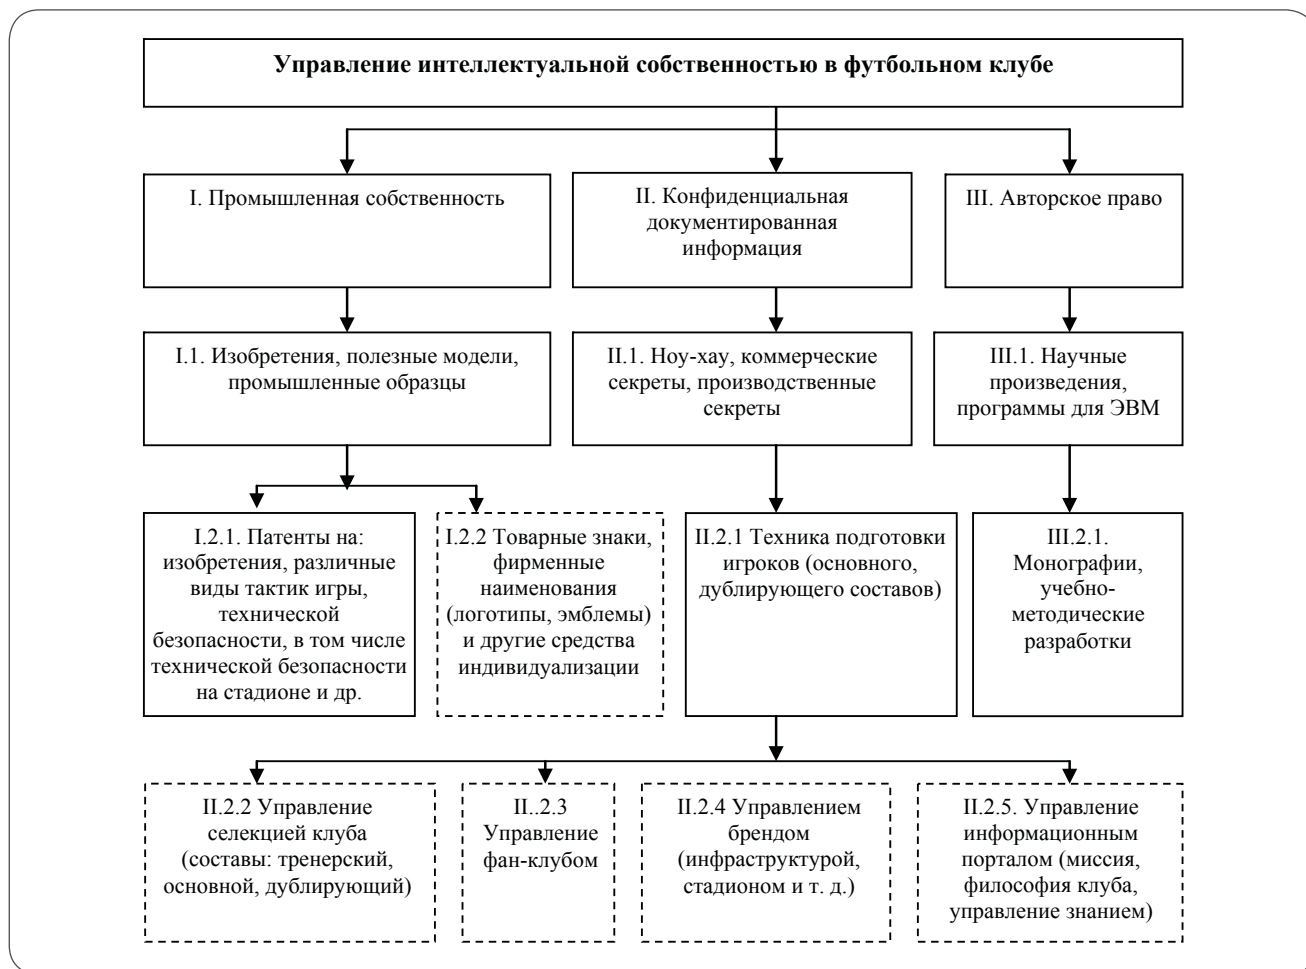 Управление интеллектуальной собственностью в футбольном клубе
I. Промышленная собственность
II. Конфиденциальная
документированная
информация
III. Авторское право
I.1. Изобретения, полезные модели,
промышленные образцы
II.1. Ноу-хау, коммерческие
секреты, производственные
секреты
III.1. Научные
произведения,
программы для ЭВМ
I.2.1. Патенты на:
изобретения, различные
виды тактик игры,
технической
безопасности, в том числе
технической безопасности
на стадионе и др.
I.2.2 Товарные знаки,
фирменные
наименования
(логотипы, эмблемы)
и другие средства
индивидуализации
II.2.1 Техника подготовки
игроков (основного,
дублирующего составов)
III.2.1.
Монографии,
учебно-
методические
разработки
II.2.2 Управление
селекцией клуба
(составы: тренерский,
основной, дублирующий)
II..2.3
Управление
фан-клубом
II.2.4 Управлением
брендом
(инфраструктурой,
стадионом и т. д.)
II.2.5. Управление
информационным
порталом (миссия,
философия клуба,
управление знанием)